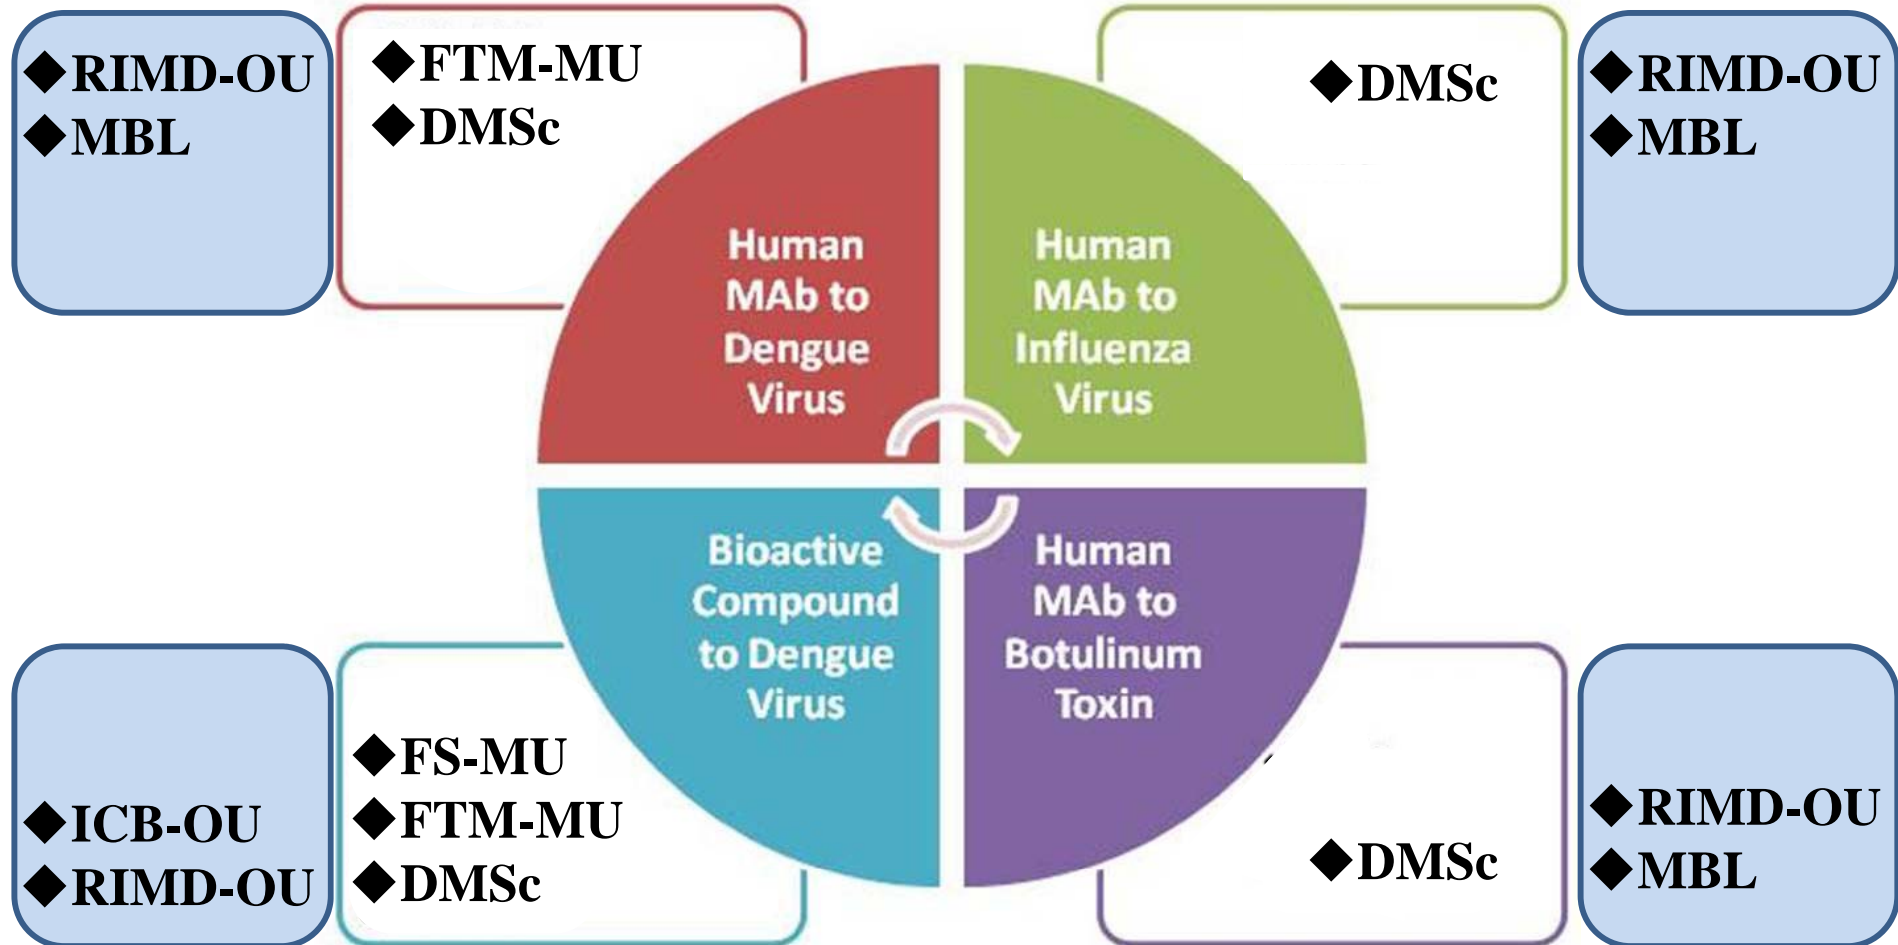 ◆RIMD-OU
◆MBL
◆FTM-MU
◆DMSc
◆DMSc
◆RIMD-OU
◆MBL
Human
MAb to
Dengue
Virus
Human
MAb to
Influenza
Virus
Bioactive
Compound
to Dengue
Virus
Human
MAb to
Botulinum
Toxin
◆ICB-OU
◆RIMD-OU
◆FS-MU
◆FTM-MU
◆DMSc
◆DMSc
◆RIMD-OU
◆MBL